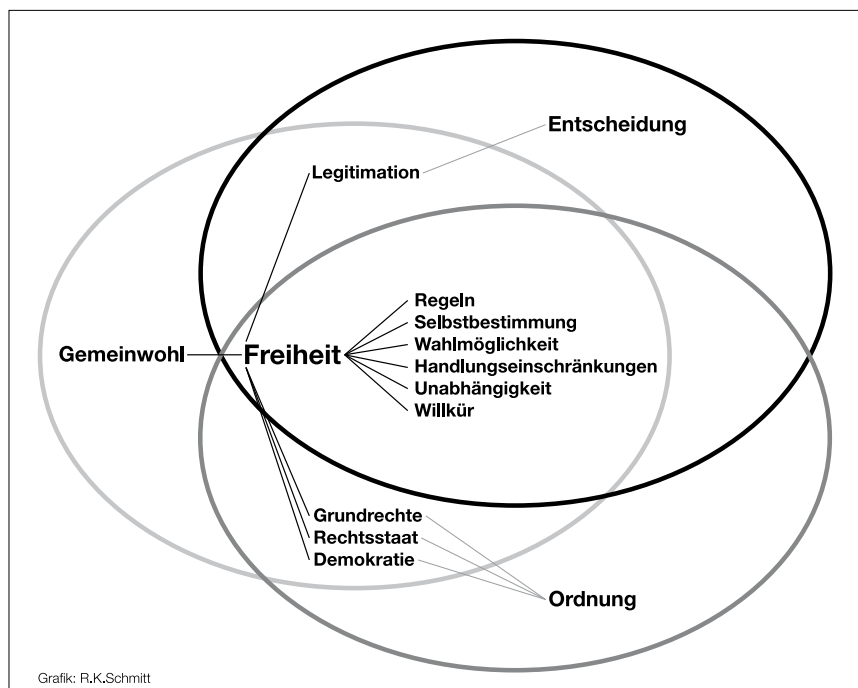 Entscheidung
Legitimation
Regeln
Selbstbestimmung
Wahlmöglichkeit
Gemeinwohl
Freiheit
Handlungseinschränkungen
Unabhängigkeit
Willkür
Grundrechte
Rechtsstaat
Demokratie
Ordnung
Grafik: R.K.Schmitt